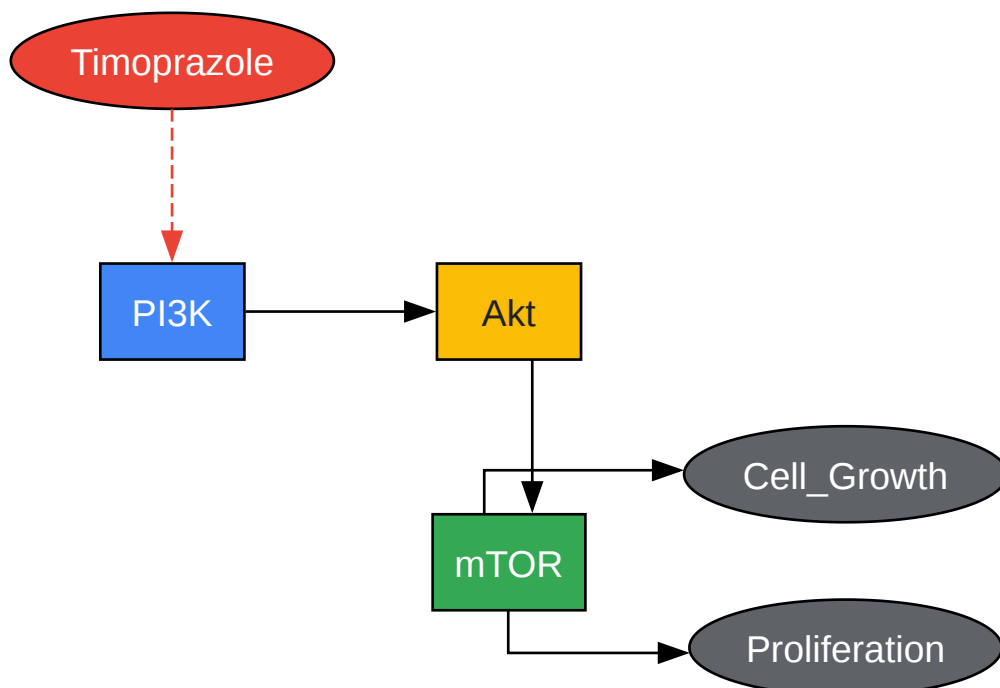 Timoprazole
PI3K
Akt
Cell_Growth
mTOR
Proliferation